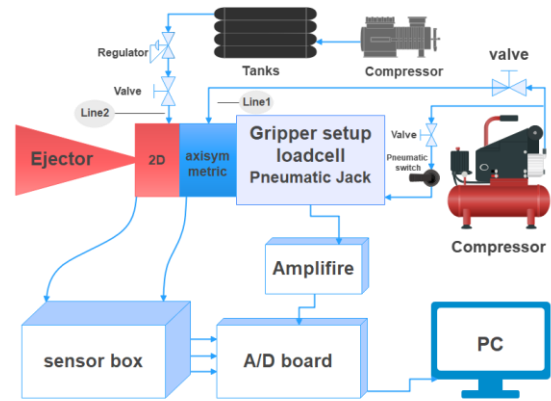 Regulator
Tanks
Compressor
valve
Valve
Line2
Line1
Ejector
2D
axisym
metric
Gripper setup
loadcell
Pneumatic Jack
Valve
Pneumatic
switch
Compressor
Amplifire
sensor box
A/D board
PC